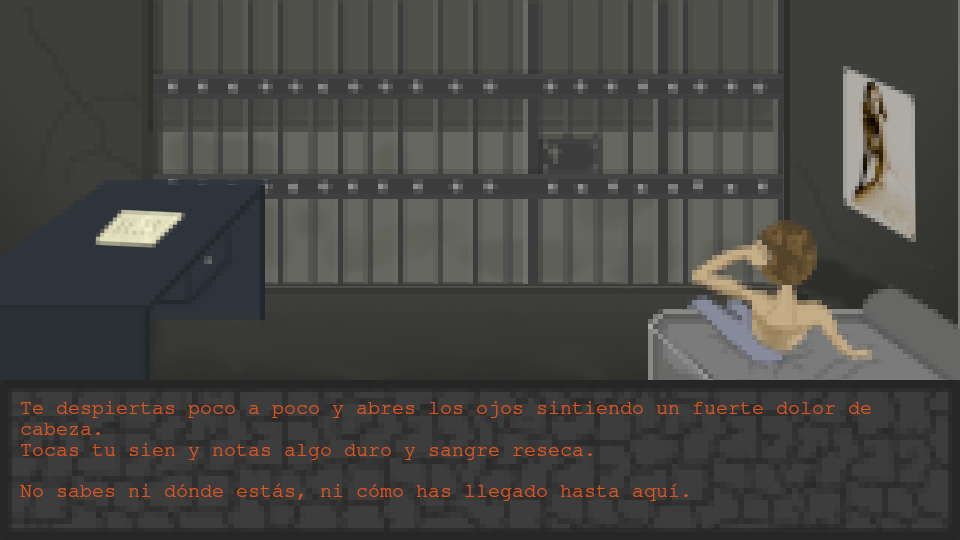 Te despiertas poco a poco y abres los ojos sintiendo un fuerte dolor de
cabeza.
Tocas tu sien y notas algo duro y sangre reseca.
No sabes ni dónde estás, ni cómo has llegado hasta aquí.